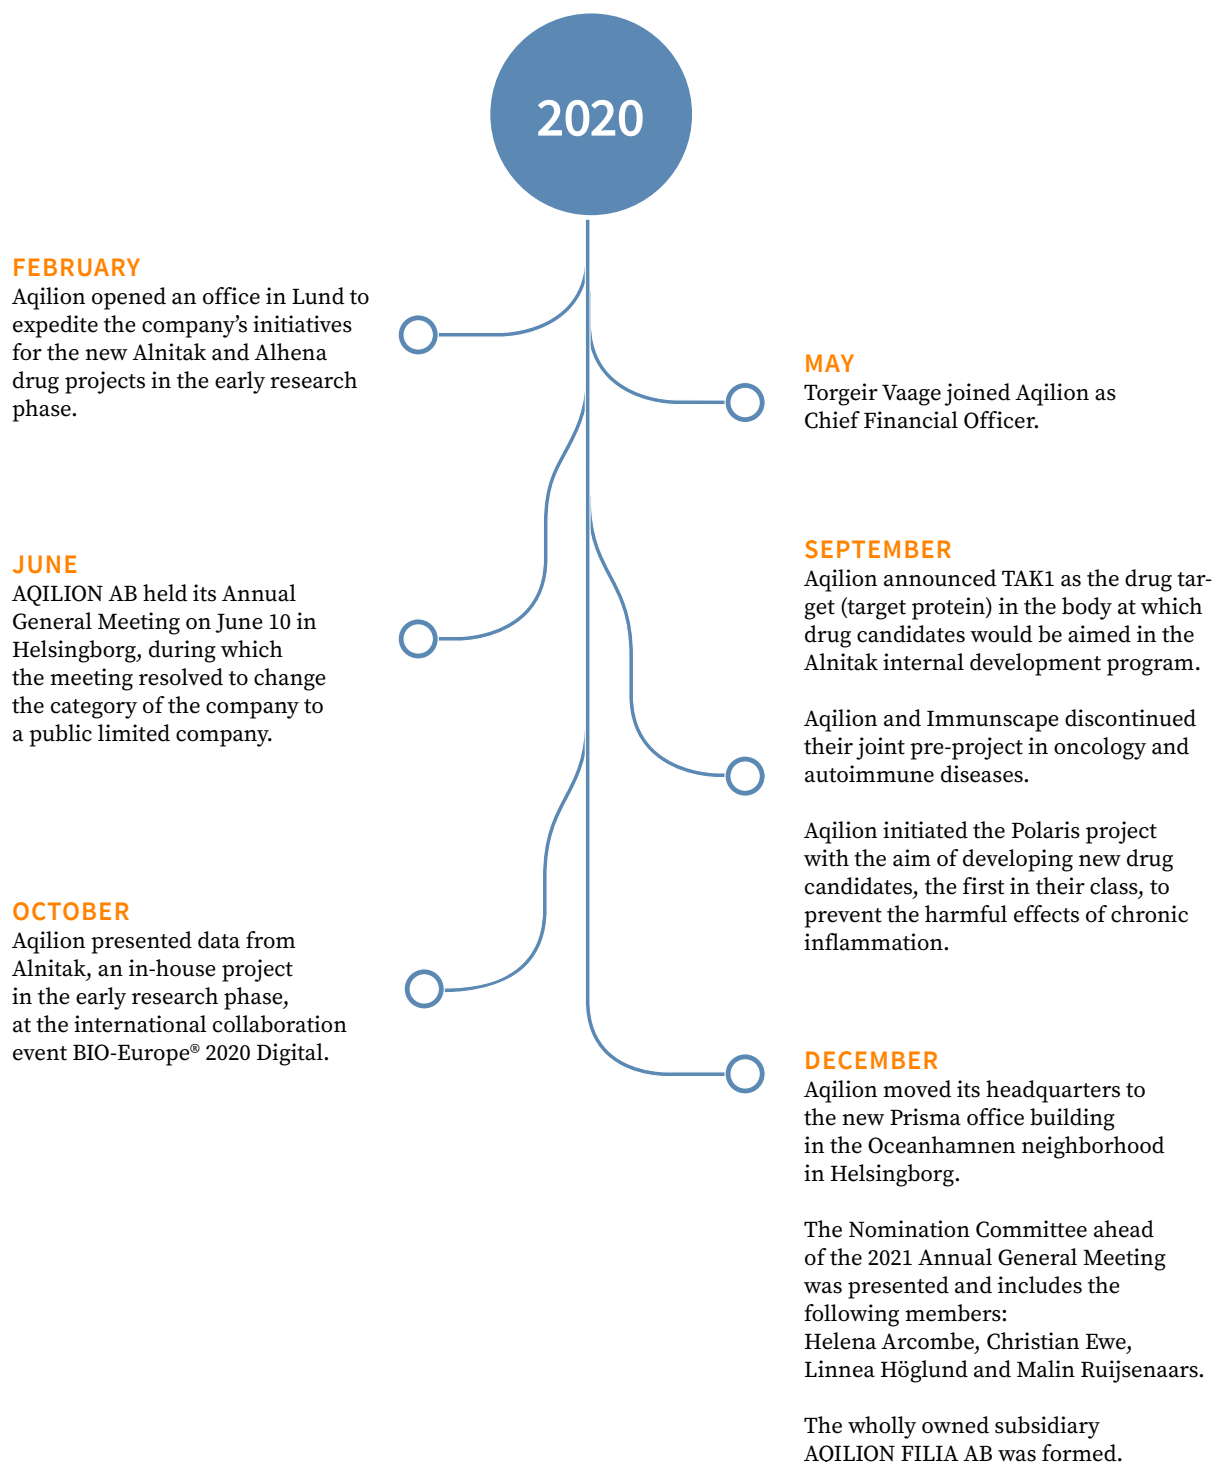 2020
FEBRUARY
Aqilion opened an office in Lund to
expedite the company’s initiatives
for the new Alnitak and Alhena
drug projects in the early research
phase.
MAY
Torgeir Vaage joined Aqilion as
Chief Financial Officer.
JUNE
AQILION AB held its Annual
General Meeting on June 10 in
Helsingborg, during which
the meeting resolved to change
the category of the company to
a public limited company.
SEPTEMBER
Aqilion announced TAK1 as the drug tar-
get (target protein) in the body at which
drug candidates would be aimed in the
Alnitak internal development program.
Aqilion and Immunscape discontinued
their joint pre-project in oncology and
autoimmune diseases.
Aqilion initiated the Polaris project
with the aim of developing new drug
candidates, the first in their class, to
prevent the harmful effects of chronic
inflammation.
OCTOBER
Aqilion presented data from
Alnitak, an in-house project
in the early research phase,
at the international collaboration
event BIO-Europe® 2020 Digital.
DECEMBER
Aqilion moved its headquarters to
the new Prisma office building
in the Oceanhamnen neighborhood
in Helsingborg.
The Nomination Committee ahead
of the 2021 Annual General Meeting
was presented and includes the
following members:
Helena Arcombe, Christian Ewe,
Linnea Höglund and Malin Ruijsenaars.
The wholly owned subsidiary
AQILION FILIA AB was formed.